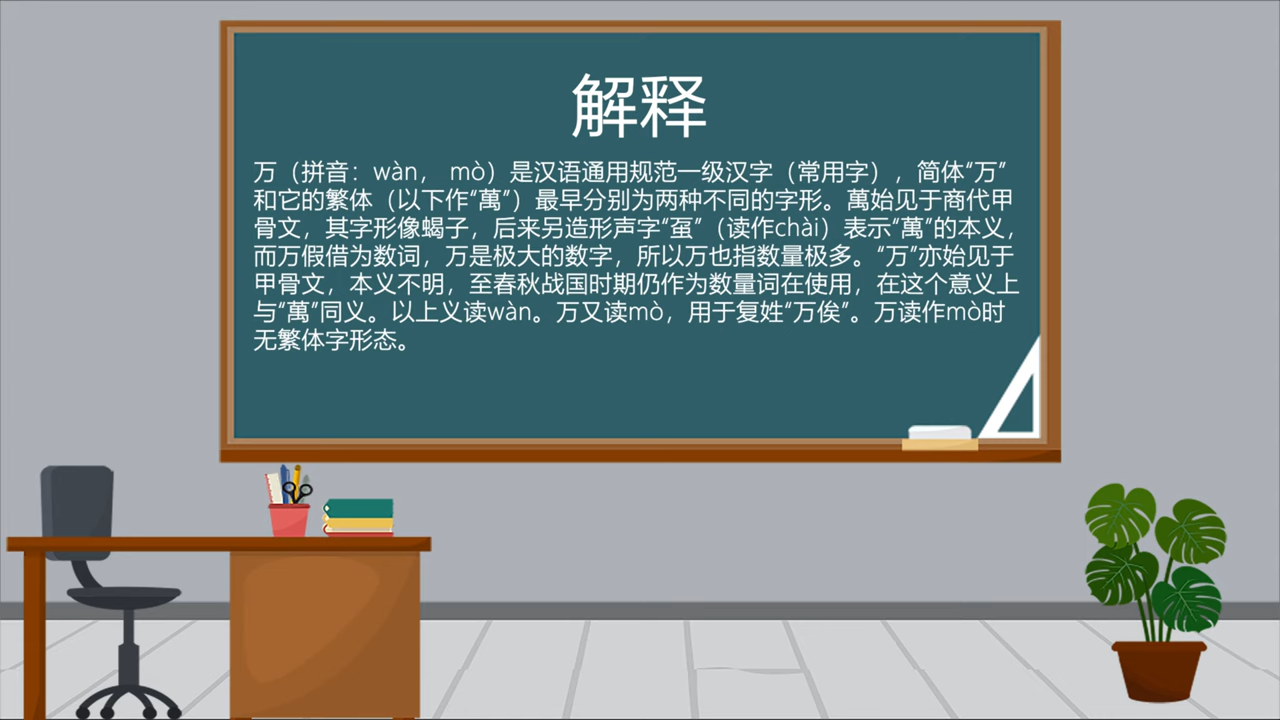 解释
万（拼音：wàn， mò）是汉语通用规范一级汉字（常用字），简体“万”
和它的繁体（以下作“萬”）最早分别为两种不同的字形。萬始见于商代甲
骨文，其字形像蝎子，后来另造形声字“虿”（读作chài）表示“萬”的本义，
而万假借为数词，万是极大的数字，所以万也指数量极多。“万”亦始见于
甲骨文，本义不明，至春秋战国时期仍作为数量词在使用，在这个意义上
与“萬”同义。以上义读wàn。万又读mò，用于复姓“万俟”。万读作mò时
无繁体字形态。